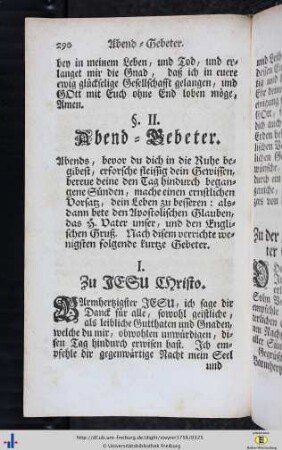 290 Abend-Gebeter.
bey in meinem Leben, und Tod, und er-
langet mir die Gnad, daß ich in euere
ewig glückselige Gesellschafft gelangen, und
GOtt mit Euch ohne End loben möge,
Amen.
§. II.
Abend-Gebeter.
Abends, bevor du dich in die Ruhe be-
gibest, erforsche fleissig dein Gewissen,
bereue deine den Tag hindurch began-
gene Sünden, mache einen ernstlichen
Vorsatz, dein Leben zu besseren: als-
dann bete den Apostolischen Glauben,
das H. Vater unser, und den Engli-
schen Gruß. Nach disem verrichte we-
nigsten folgende kurtze Gebeter.
I.
Zu JESU Christo.
BArmhertzigster JESU, ich sage dir
Danck für alle, sowohl geistliche,
als leibliche Gutthaten und Gnaden,
welche du mir, obwohlen unwürdigen, di-
sen Tag hindurch erwisen hast. Ich em-
pfehle dir gegenwärtige Nacht mein Seel
und
© Universitätsbibliothek Freiburg